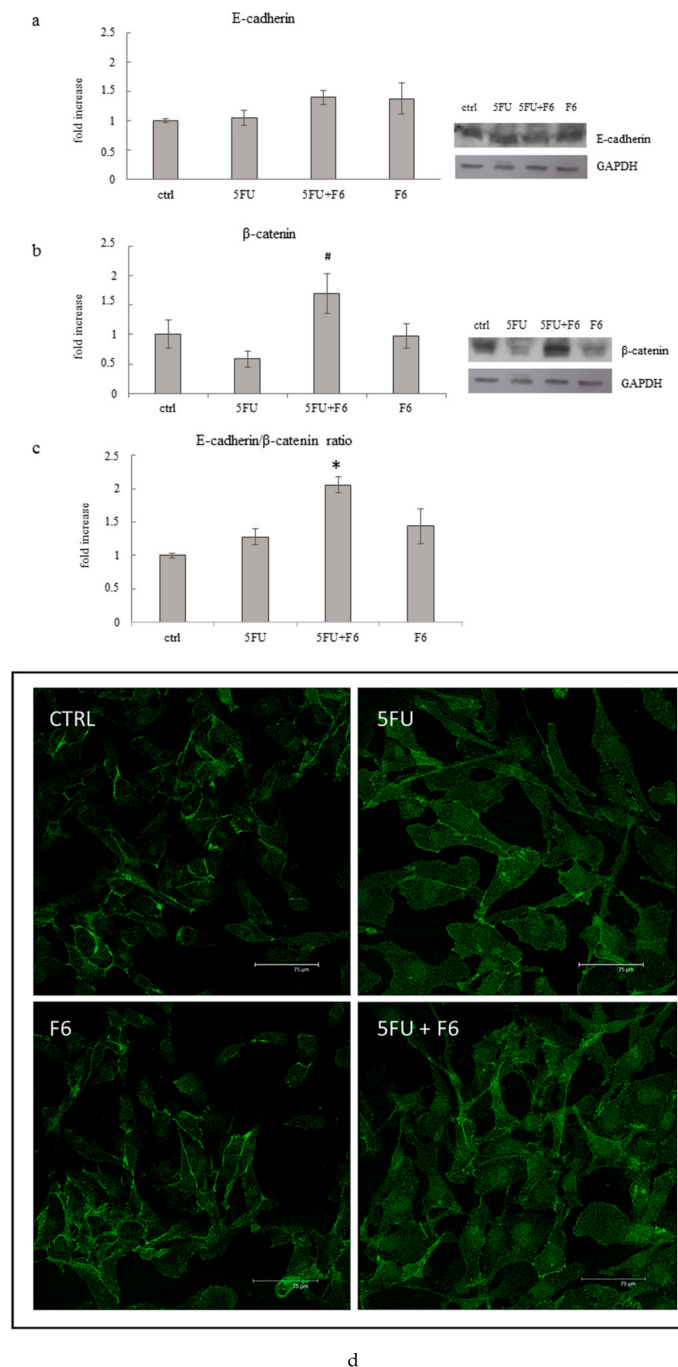 a
E-cadherin
fold increase
2.5
2
1.5
1
0.5
0
ctrl 5FU 5FU+F6 F6
ctrl 5FU 5FU+F6 F6
E-cadherin
GAPDH
b
β-catenin
fold increase
2.5
2
1.5
1
0.5
0
#
ctrl 5FU 5FU+F6 F6
ctrl 5FU 5FU+F6 F6
β-catenin
GAPDH
c
E-cadherin/β-catenin ratio
fold increase
2.5
2
1.5
1
0.5
0
*
ctrl 5FU 5FU+F6 F6
CTRL
75 µm
5FU
75 µm
F6
75 µm
5FU + F6
75 µm
d